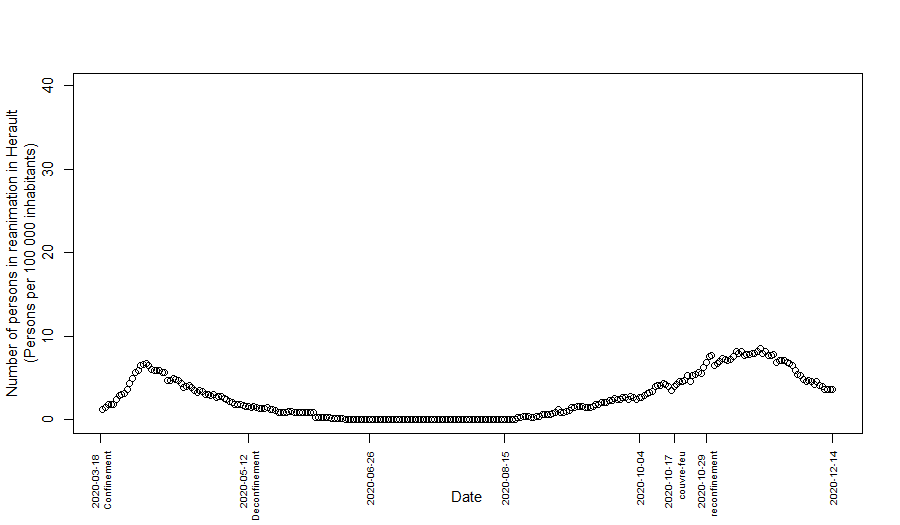 Number of persons in reanimation in Herault
(Persons per 100 000 inhabitants)
40
30
20
10
0
2020-03-18
Confinement
2020-05-12
Deconfinement
2020-06-26
2020-08-15
2020-10-04
2020-10-17
couvre-feu
2020-10-29
reconfinement
2020-12-14
Date